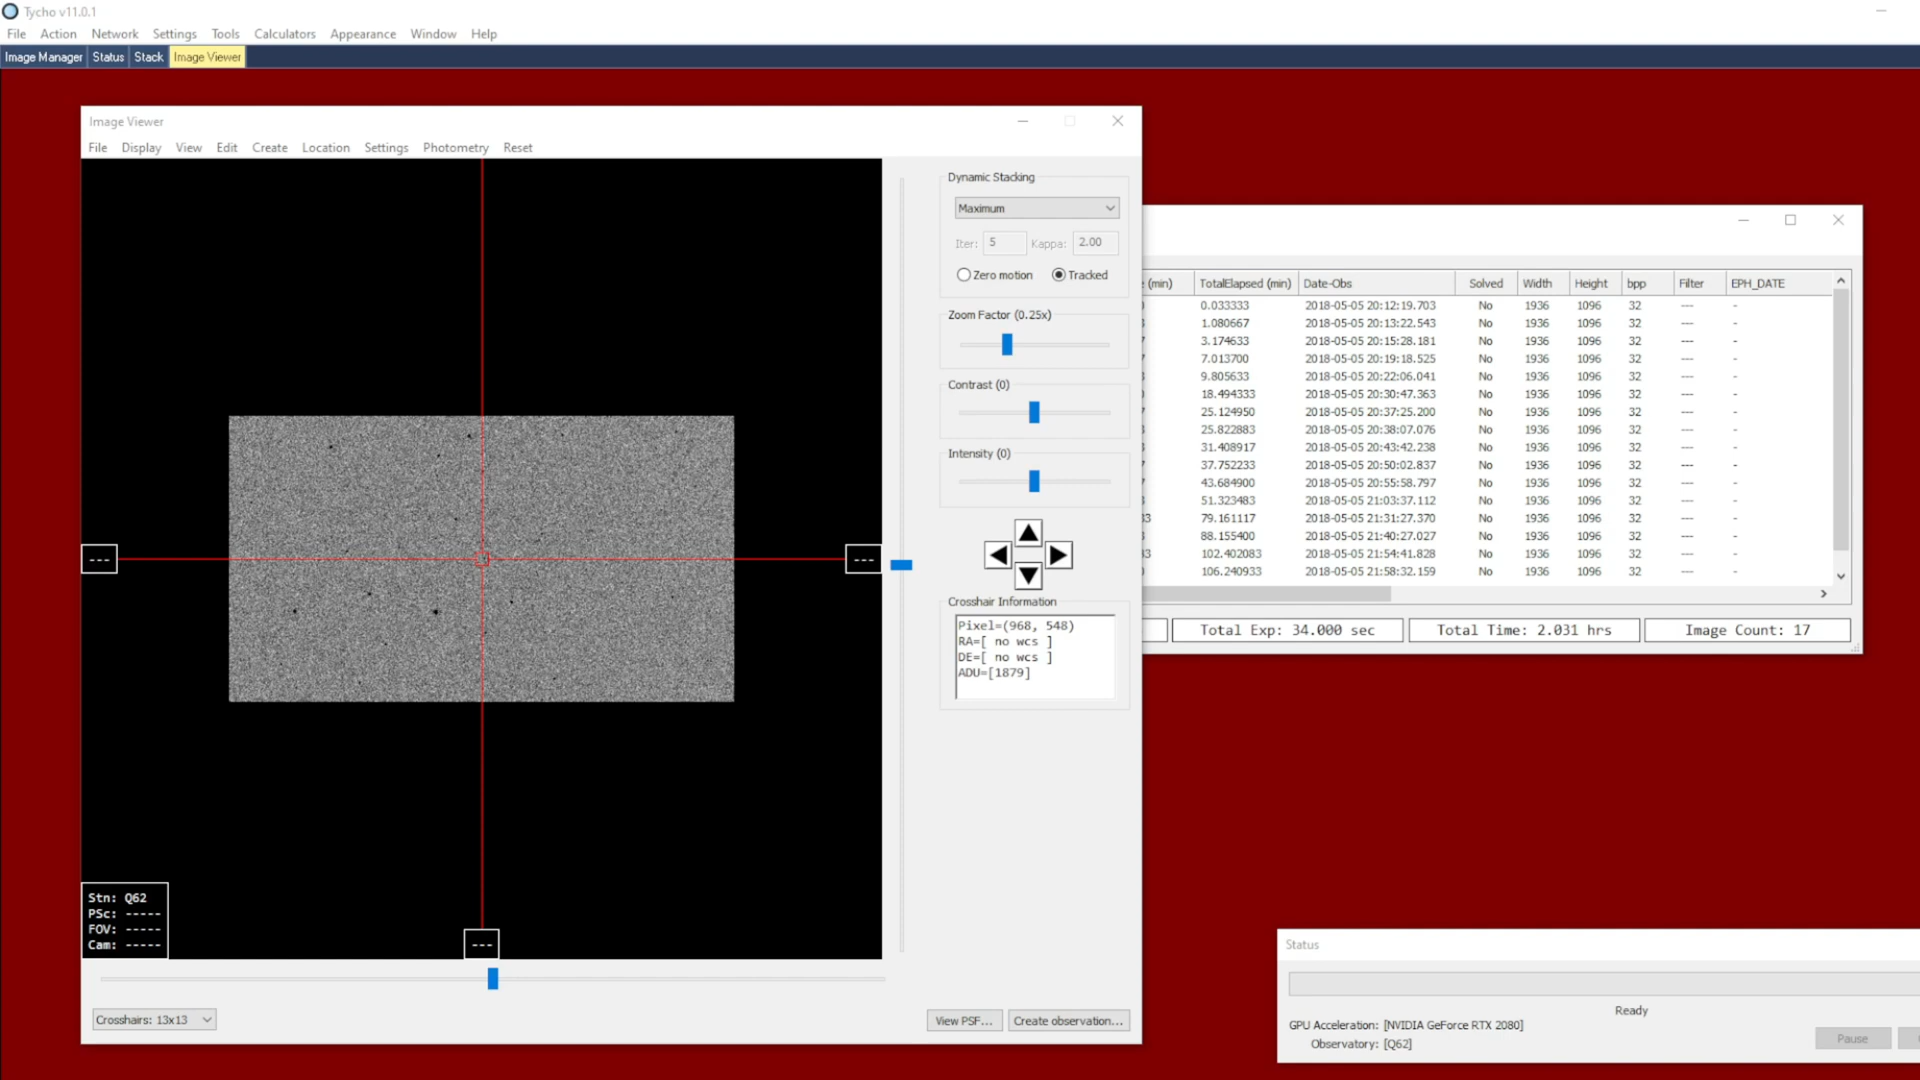 Tycho v11.0.1
File Action Network Settings Tools Calculators Appearance Window Help
Image Manager Status Stack Image Viewer
Image Viewer
File Display View Edit Create Location Settings Photometry Reset
Dynamic Stacking
Maximum
Iter: 5 Kappa: 2.00
Zero motion Tracked
Zoom Factor (0.25x)
Contrast (0)
Intensity (0)
Crosshair Information
Pixel=(968, 548)
RA=[ no wcs ]
DE=[ no wcs ]
ADU=[1879]
---
---
---
Stn: Q62
PSc: -----
FOV: -----
Cam: -----
Crosshairs: 13x13
View PSF... Create observation...
(min) TotalElapsed (min) Date-Obs Solved Width Height bpp Filter EPH_DATE
0.033333 2018-05-05 20:12:19.703 No 1936 1096 32 --- -
1.080667 2018-05-05 20:13:22.543 No 1936 1096 32 --- -
3.174633 2018-05-05 20:15:28.181 No 1936 1096 32 --- -
7.013700 2018-05-05 20:19:18.525 No 1936 1096 32 --- -
9.805633 2018-05-05 20:22:06.041 No 1936 1096 32 --- -
18.494333 2018-05-05 20:30:47.363 No 1936 1096 32 --- -
25.124950 2018-05-05 20:37:25.200 No 1936 1096 32 --- -
25.822883 2018-05-05 20:38:07.076 No 1936 1096 32 --- -
31.408917 2018-05-05 20:43:42.238 No 1936 1096 32 --- -
37.752233 2018-05-05 20:50:02.837 No 1936 1096 32 --- -
43.684900 2018-05-05 20:55:58.797 No 1936 1096 32 --- -
51.323483 2018-05-05 21:03:37.112 No 1936 1096 32 --- -
79.161117 2018-05-05 21:31:27.370 No 1936 1096 32 --- -
88.155400 2018-05-05 21:40:27.027 No 1936 1096 32 --- -
102.402083 2018-05-05 21:54:41.828 No 1936 1096 32 --- -
106.240933 2018-05-05 21:58:32.159 No 1936 1096 32 --- -
Total Exp: 34.000 sec Total Time: 2.031 hrs Image Count: 17
Status
Ready
GPU Acceleration: [NVIDIA GeForce RTX 2080]
Observatory: [Q62]
Pause